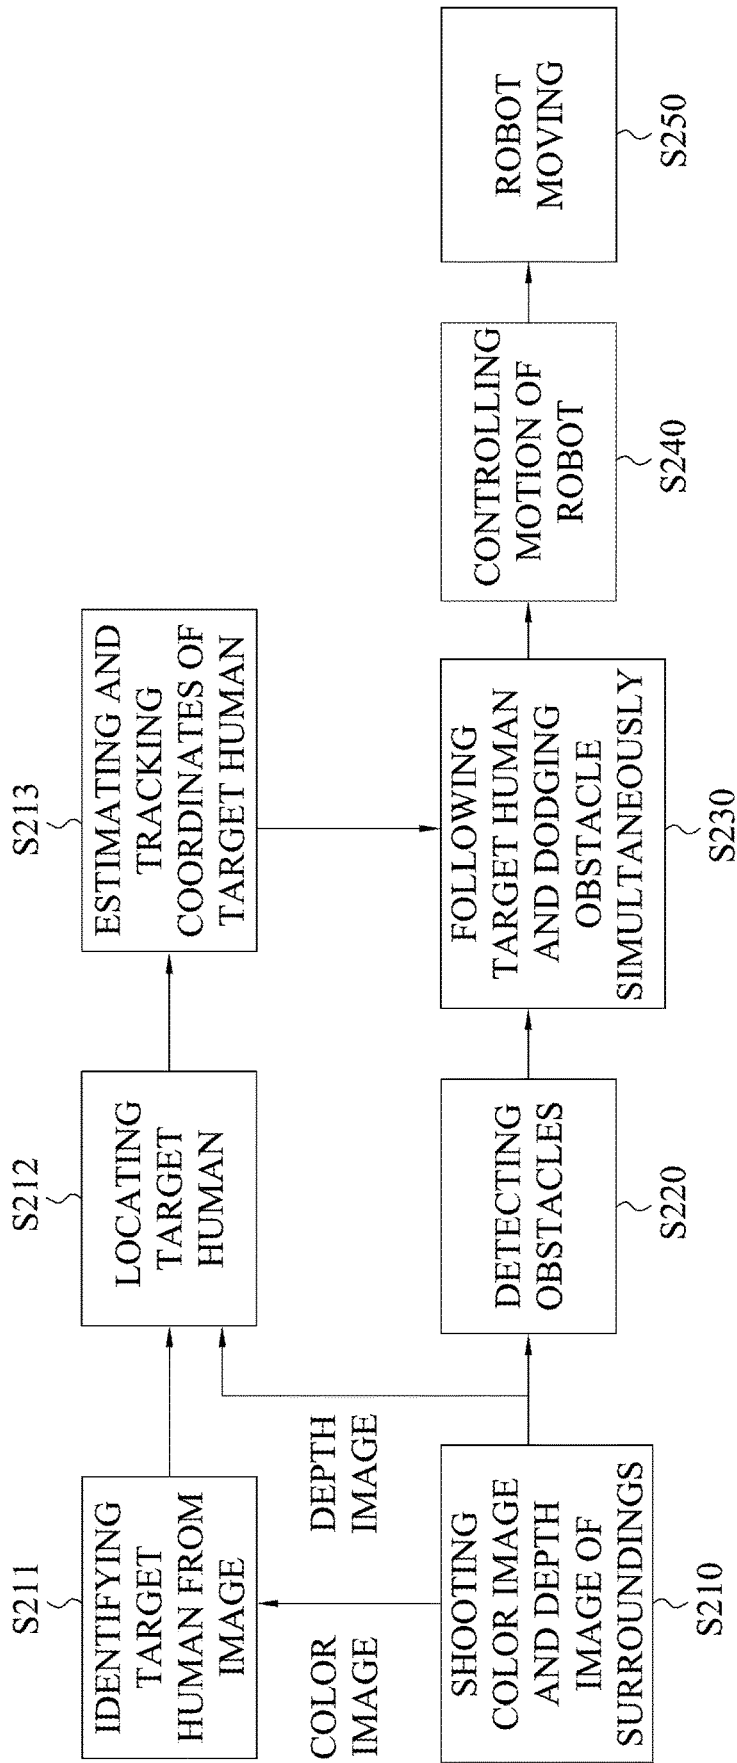 S211
IDENTIFYING
TARGET
HUMAN FROM
IMAGE
S212
LOCATING
TARGET
HUMAN
S213
ESTIMATING AND
TRACKING
COORDINATES OF
TARGET HUMAN
COLOR
IMAGE
DEPTH
IMAGE
SHOOTING
COLOR IMAGE
AND DEPTH
IMAGE OF
SURROUNDINGS
S210
DETECTING
OBSTACLES
S220
FOLLOWING
TARGET HUMAN
AND DODGING
OBSTACLE
SIMULTANEOUSLY
S230
CONTROLLING
MOTION OF
ROBOT
S240
ROBOT
MOVING
S250